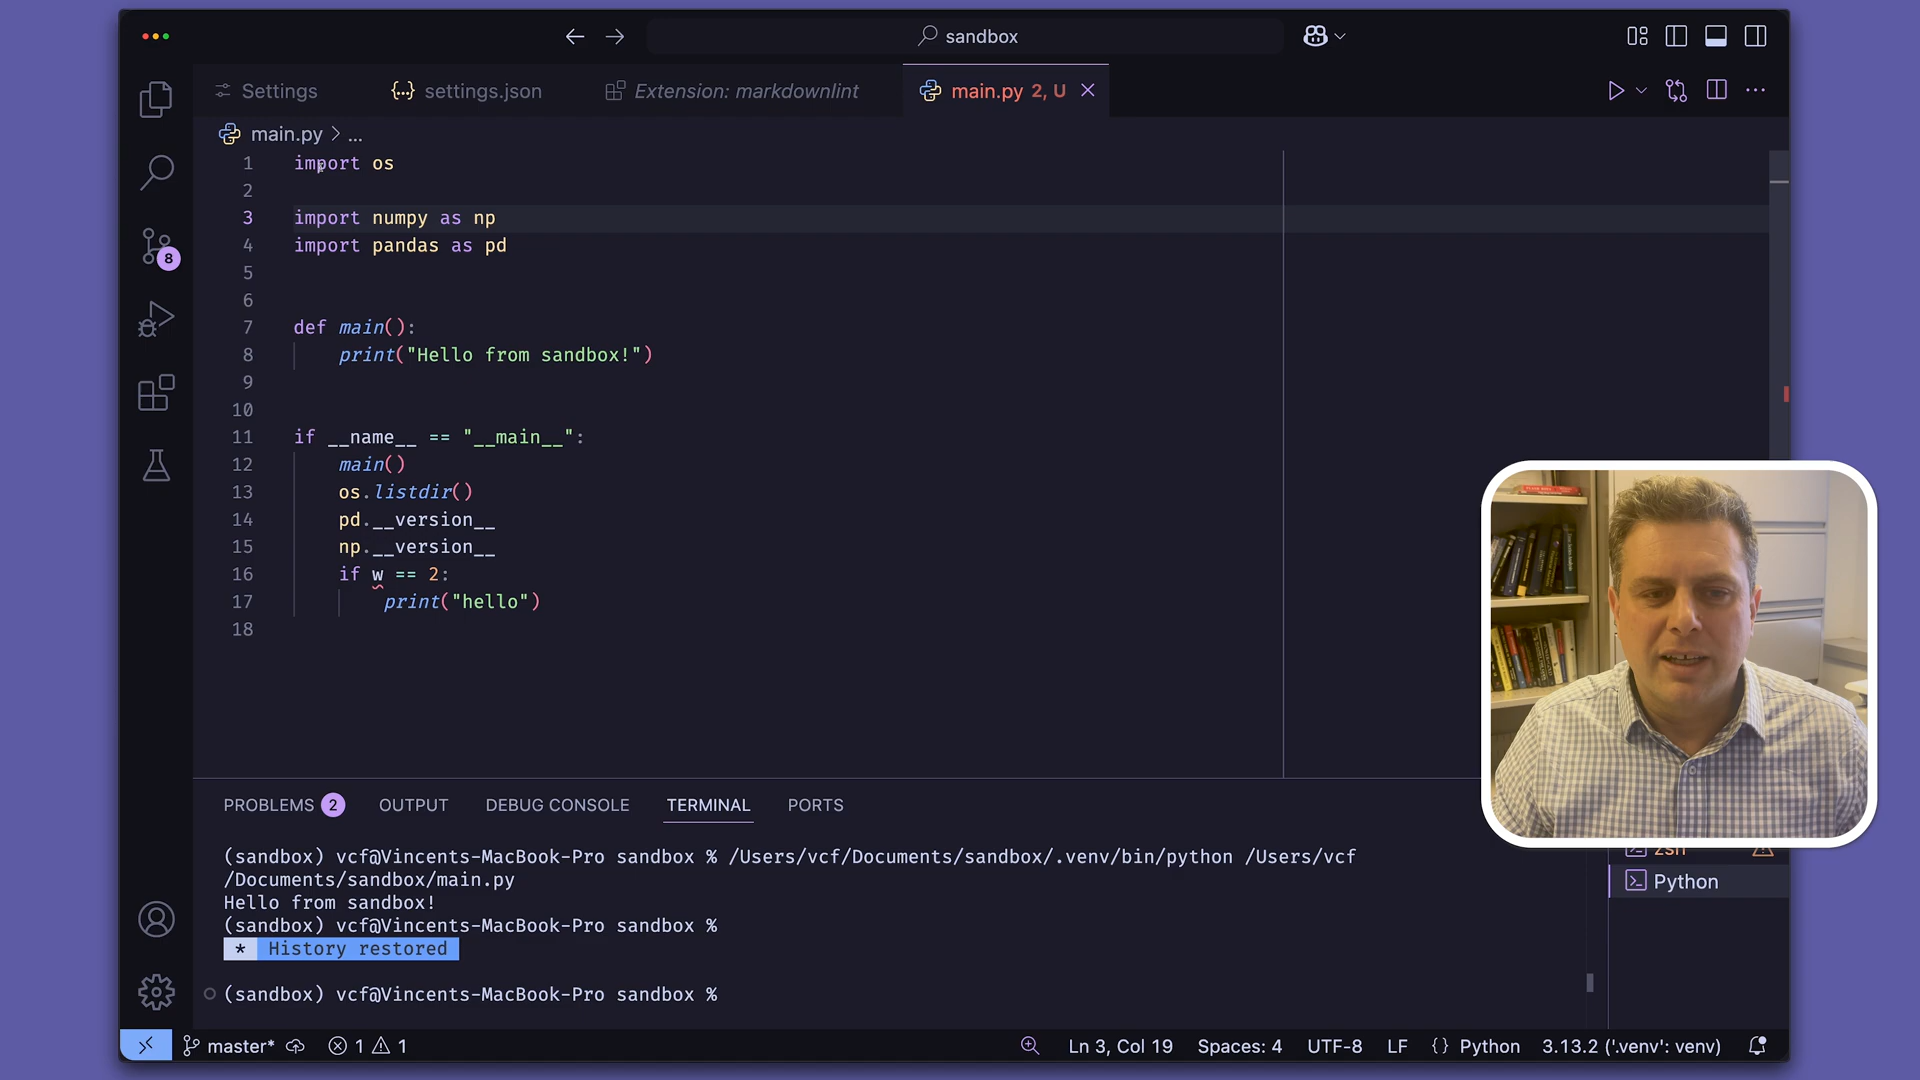 sandbox
Settings
settings.json
Extension: markdownlint
main.py 2, U
main.py > ...
1 import os
2
3 import numpy as np
4 import pandas as pd
5
6
7 def main():
8 print("Hello from sandbox!")
9
10
11 if __name__ == "__main__":
12 main()
13 os.listdir()
14 pd.__version__
15 np.__version__
16 if w == 2:
17 print("hello")
18
8
PROBLEMS 2
OUTPUT
DEBUG CONSOLE
TERMINAL
PORTS
(sandbox) vcf@Vincents-MacBook-Pro sandbox % /Users/vcf/Documents/sandbox/.venv/bin/python /Users/vcf
/Documents/sandbox/main.py
Hello from sandbox!
(sandbox) vcf@Vincents-MacBook-Pro sandbox %
* History restored
(sandbox) vcf@Vincents-MacBook-Pro sandbox %
zsh
Python
master*
1
1
Ln 3, Col 19
Spaces: 4
UTF-8
LF
{} Python
3.13.2 ('.venv': venv)